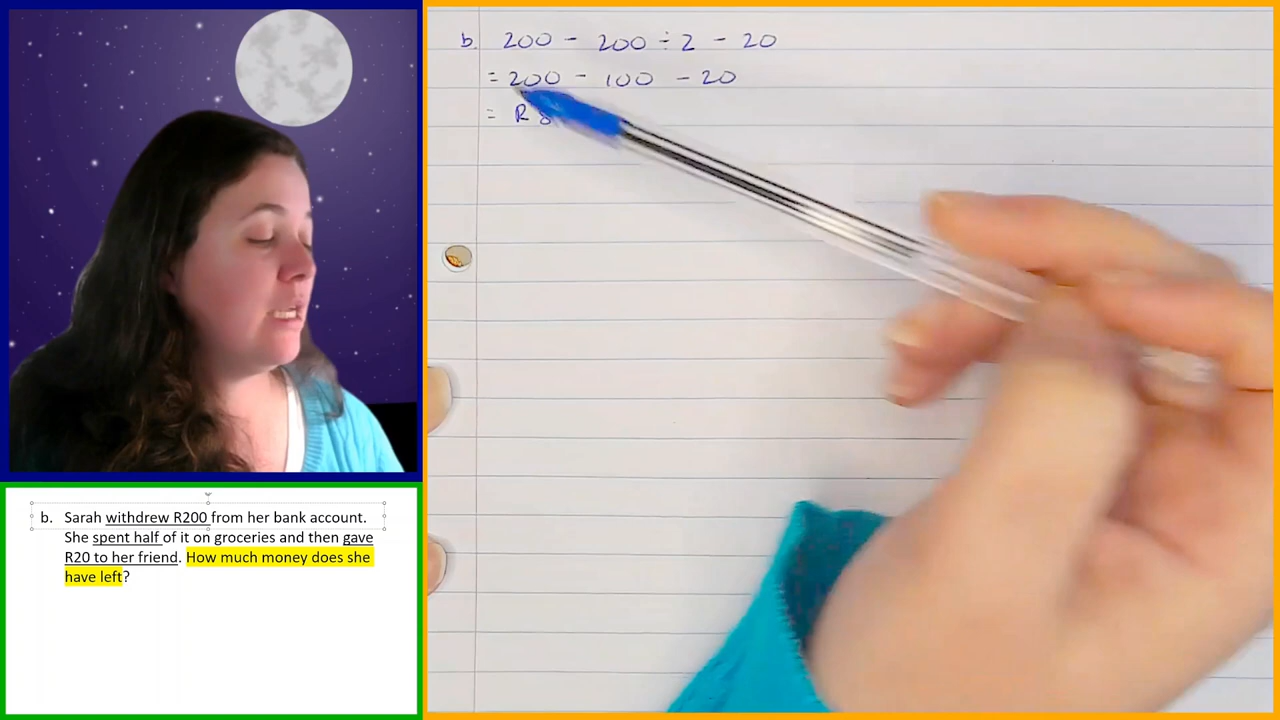 b. 200 - 200 ÷ 2 - 20
= 200 - 100 - 20
= R
b. Sarah withdrew R200 from her bank account.
She spent half of it on groceries and then gave
R20 to her friend. How much money does she
have left?